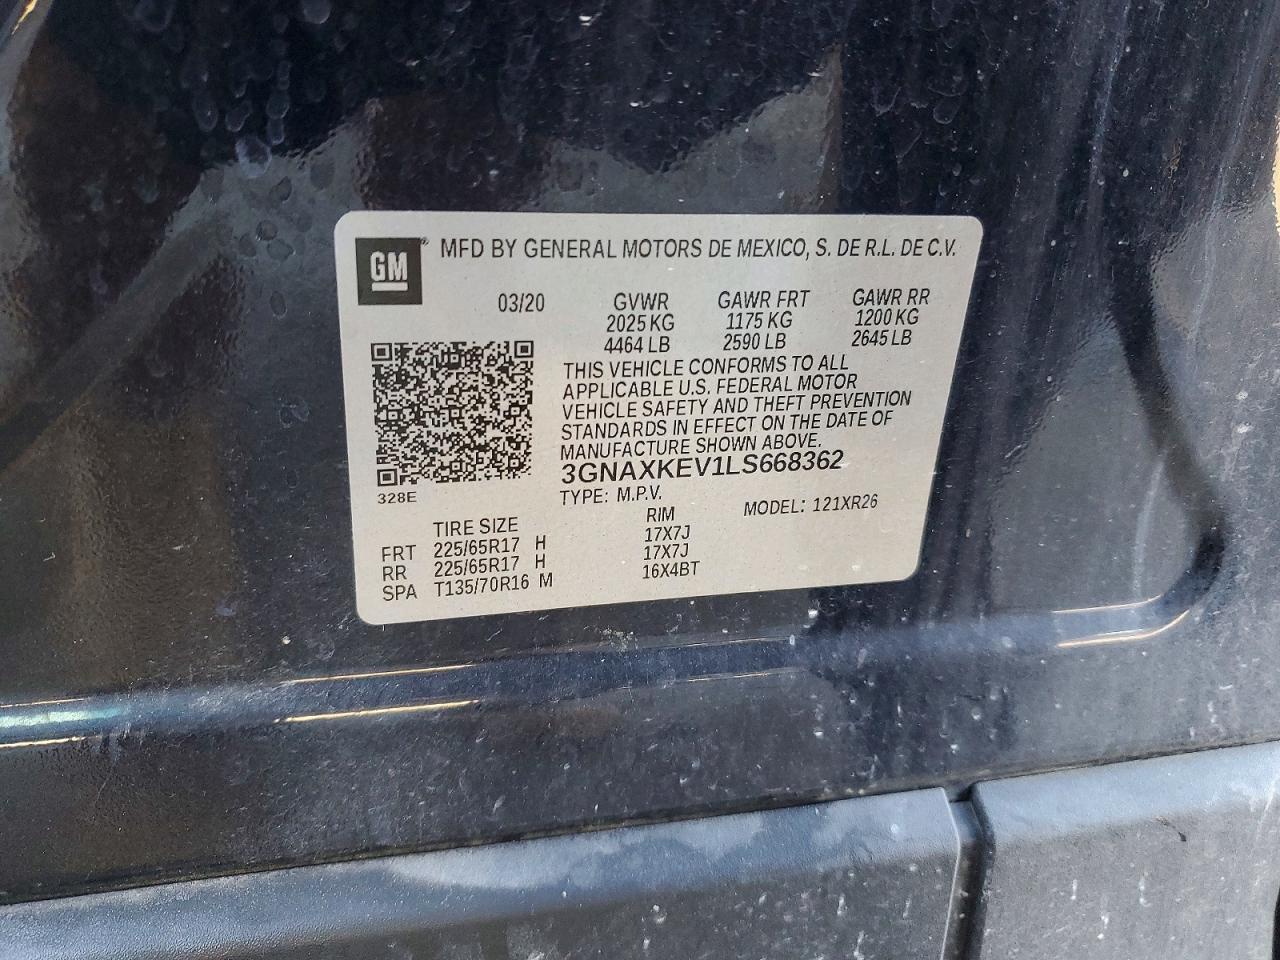 GM® MFD BY GENERAL MOTORS DE MEXICO, S. DE R.L. DE C.V.
03/20 GVWR GAWR FRT GAWR RR
2025 KG 1175 KG 1200 KG
4464 LB 2590 LB 2645 LB
THIS VEHICLE CONFORMS TO ALL
APPLICABLE U.S. FEDERAL MOTOR
VEHICLE SAFETY AND THEFT PREVENTION
STANDARDS IN EFFECT ON THE DATE OF
MANUFACTURE SHOWN ABOVE.
3GNAXKEV1LS668362
328E TYPE: M.P.V. MODEL: 121XR26
TIRE SIZE RIM
FRT 225/65R17 H 17X7J
RR 225/65R17 H 17X7J
SPA T135/70R16 M 16X4BT